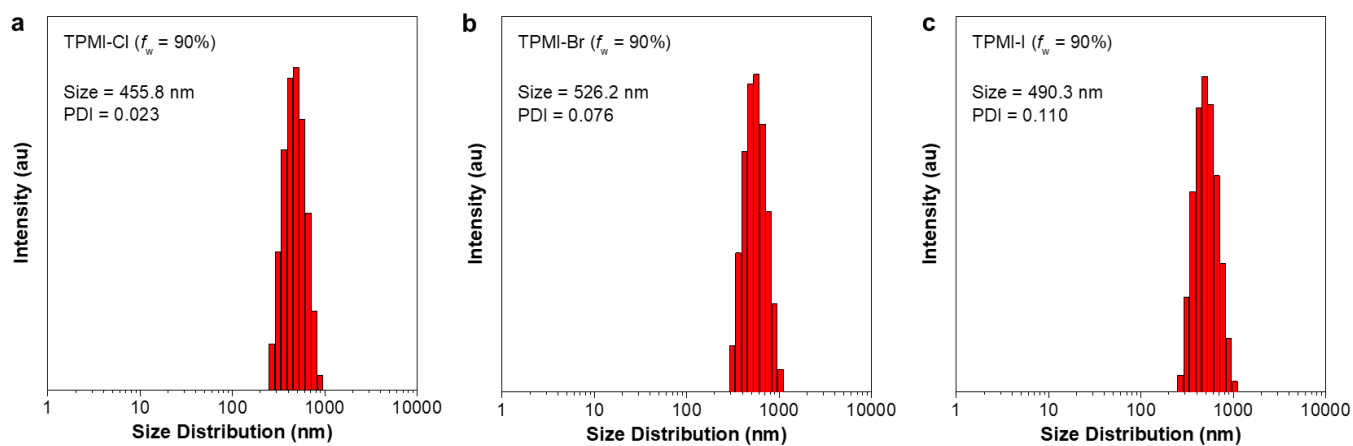 a
TPMI-Cl (fw = 90%)
Size = 455.8 nm
PDI = 0.023
Intensity (au)
1 10 100 1000 10000
Size Distribution (nm)
b
TPMI-Br (fw = 90%)
Size = 526.2 nm
PDI = 0.076
Intensity (au)
1 10 100 1000 10000
Size Distribution (nm)
c
TPMI-I (fw = 90%)
Size = 490.3 nm
PDI = 0.110
Intensity (au)
1 10 100 1000 10000
Size Distribution (nm)